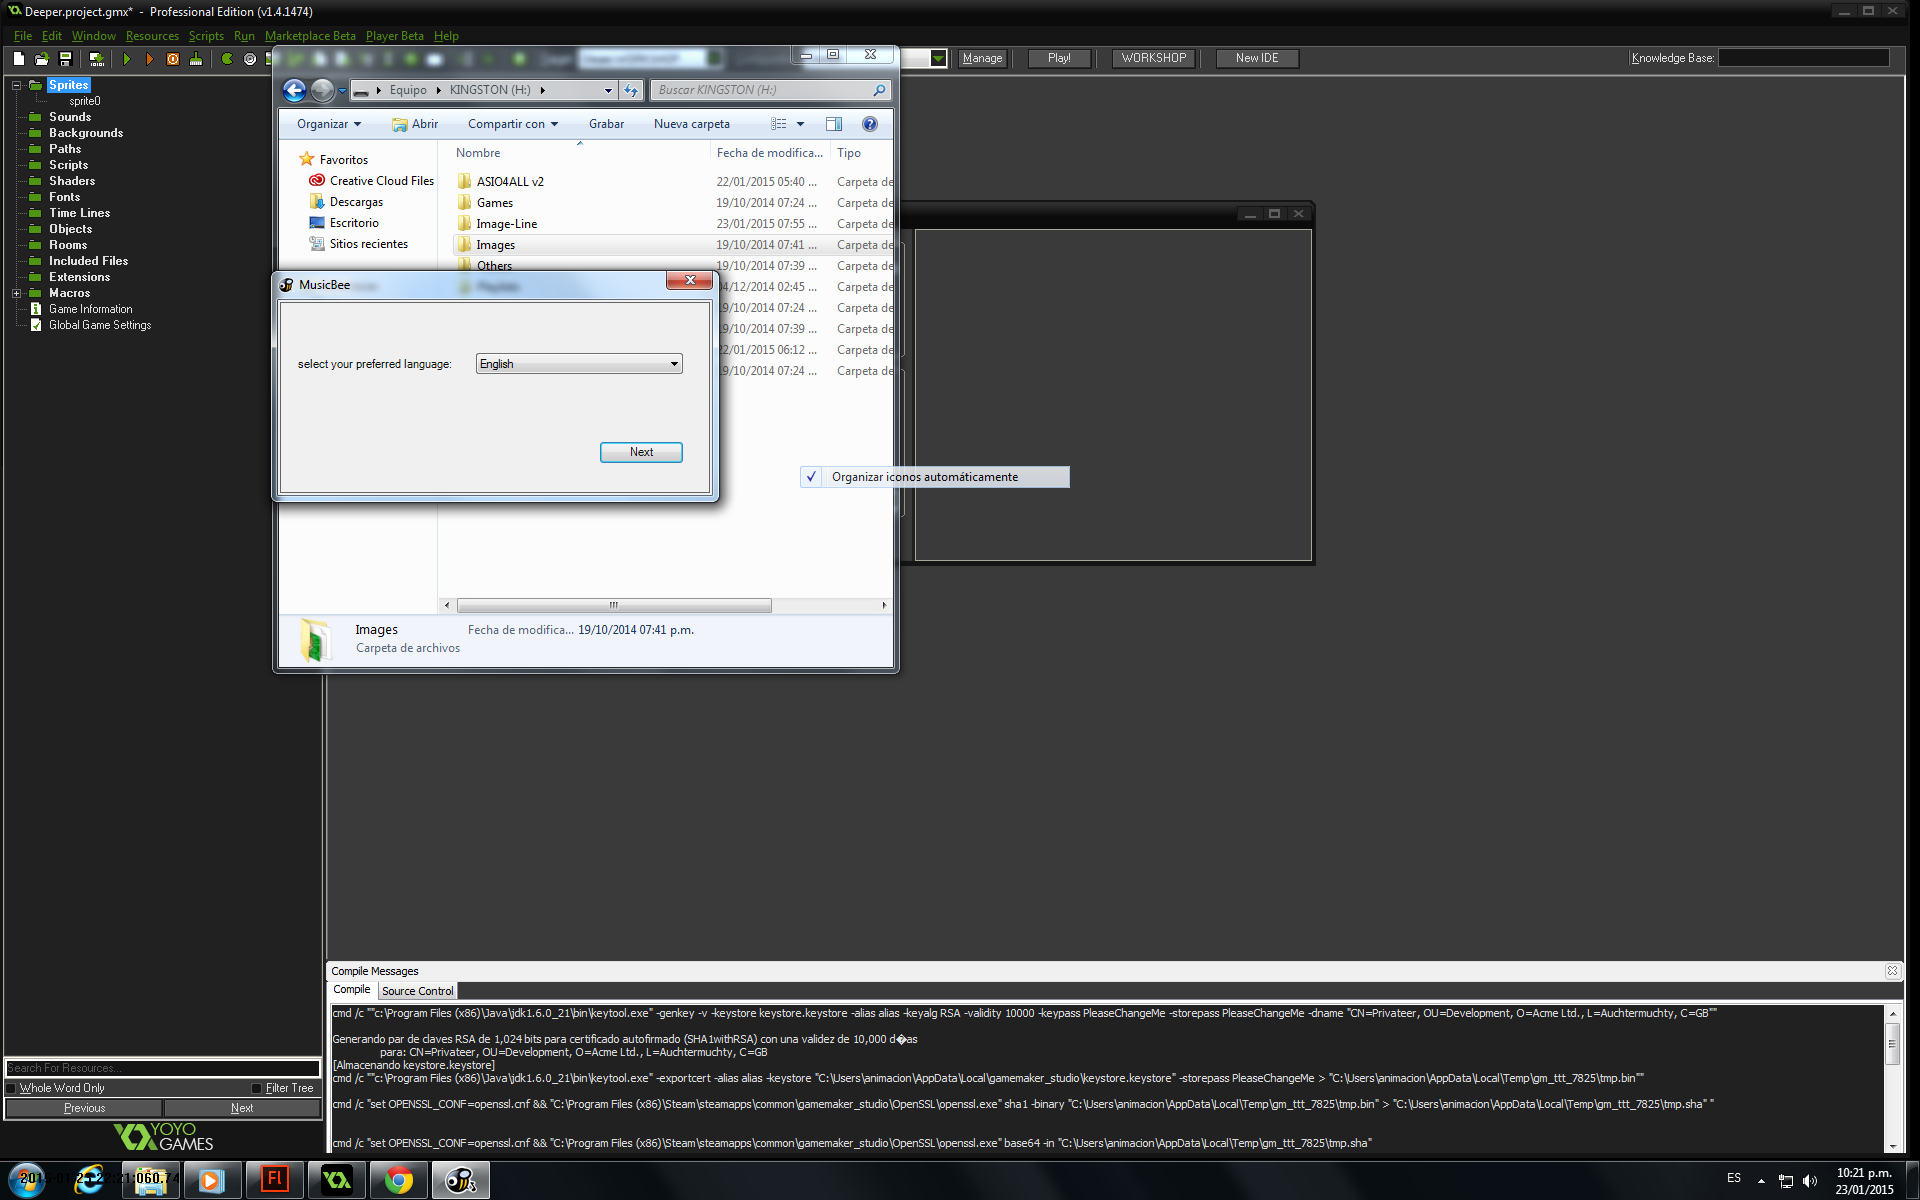 Deeper.project.gmx* - Professional Edition (v1.4.1474)
File Edit Window Resources Scripts Run Marketplace Beta Player Beta Help
Manage Play! WORKSHOP New IDE Knowledge Base:
Sprites
sprite0
Sounds
Backgrounds
Paths
Scripts
Shaders
Fonts
Time Lines
Objects
Rooms
Included Files
Extensions
Macros
Game Information
Global Game Settings
Equipo KINGSTON (H:) Buscar KINGSTON (H:)
Organizar Abrir Compartir con Grabar Nueva carpeta
Favoritos
Creative Cloud Files
Descargas
Escritorio
Sitios recientes
Nombre Fecha de modifica... Tipo
ASIO4ALL v2 22/01/2015 05:40 ... Carpeta de
Games 19/10/2014 07:24 ... Carpeta de
Image-Line 23/01/2015 07:55 ... Carpeta de
Images 19/10/2014 07:41 ... Carpeta de
Others 19/10/2014 07:39 ... Carpeta de
04/12/2014 02:45 ... Carpeta de
19/10/2014 07:24 ... Carpeta de
19/10/2014 07:39 ... Carpeta de
22/01/2015 06:12 ... Carpeta de
19/10/2014 07:24 ... Carpeta de
MusicBee
select your preferred language: English
Next
Organizar iconos automáticamente
Images Fecha de modifica... 19/10/2014 07:41 p.m.
Carpeta de archivos
Compile Messages
Compile Source Control
cmd /c ""c:\Program Files (x86)\Java\jdk1.6.0_21\bin\keytool.exe" -genkey -v -keystore keystore.keystore -alias alias -keyalg RSA -validity 10000 -keypass PleaseChangeMe -storepass PleaseChangeMe -dname "CN=Privateer, OU=Development, O=Acme Ltd., L=Auchtermuchty, C=GB""
Generando par de claves RSA de 1,024 bits para certificado autofirmado (SHA1withRSA) con una validez de 10,000 d�as
para: CN=Privateer, OU=Development, O=Acme Ltd., L=Auchtermuchty, C=GB
[Almacenando keystore.keystore]
cmd /c ""c:\Program Files (x86)\Java\jdk1.6.0_21\bin\keytool.exe" -exportcert -alias alias -keystore "C:\Users\animacion\AppData\Local\gamemaker_studio\keystore.keystore" -storepass PleaseChangeMe > "C:\Users\animacion\AppData\Local\Temp\gm_ttt_7825\tmp.bin""
cmd /c "set OPENSSL_CONF=openssl.cnf && "C:\Program Files (x86)\Steam\steamapps\common\gamemaker_studio\OpenSSL\openssl.exe" sha1 -binary "C:\Users\animacion\AppData\Local\Temp\gm_ttt_7825\tmp.bin" > "C:\Users\animacion\AppData\Local\Temp\gm_ttt_7825\tmp.sha" "
cmd /c "set OPENSSL_CONF=openssl.cnf && "C:\Program Files (x86)\Steam\steamapps\common\gamemaker_studio\OpenSSL\openssl.exe" base64 -in "C:\Users\animacion\AppData\Local\Temp\gm_ttt_7825\tmp.sha"
Search For Resources...
Whole Word Only Filter Tree
Previous Next
YOYO
GAMES
Fl
ES
10:21 p.m.
23/01/2015